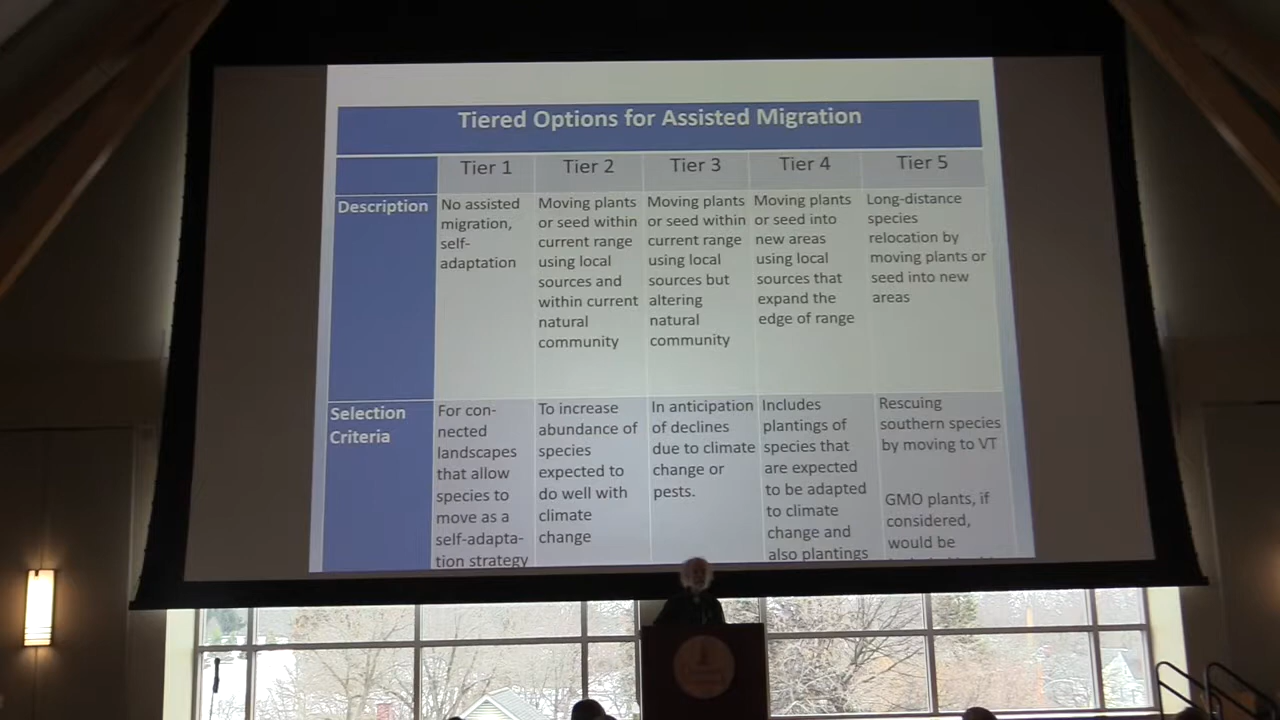 Tiered Options for Assisted Migration
Tier 1
Tier 2
Tier 3
Tier 4
Tier 5
Description
No assisted
migration,
self-
adaptation
Moving plants
or seed within
current range
using local
sources and
within current
natural
community
Moving plants
or seed within
current range
using local
sources but
altering
natural
community
Moving plants
or seed into
new areas
using local
sources that
expand the
edge of range
Long-distance
species
relocation by
moving plants or
seed into new
areas
Selection
Criteria
For con-
nected
landscapes
that allow
species to
move as a
self-adapta-
tion strategy
To increase
abundance of
species
expected to
do well with
climate
change
In anticipation
of declines
due to climate
change or
pests.
Includes
plantings of
species that
are expected
to be adapted
to climate
change and
also plantings
Rescuing
southern species
by moving to VT
GMO plants, if
considered,
would be